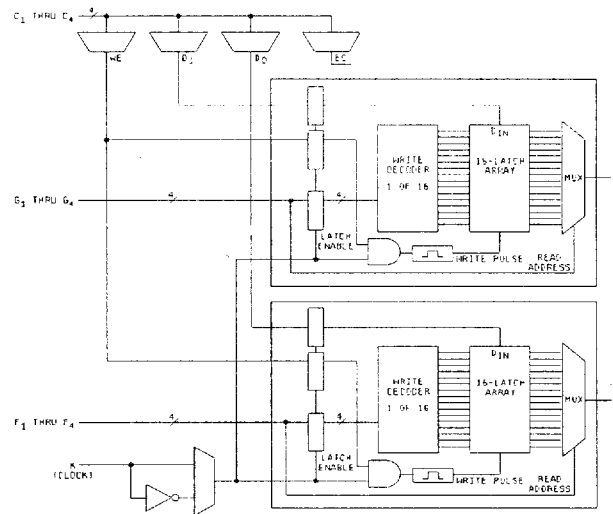 C1 THRU C4
4
WE
D1
D0
EC
DIN
WRITE
DECODER
1 OF 16
16-LATCH
ARRAY
MUX
G1 THRU G4
4
4
LATCH
ENABLE
WRITE PULSE
READ
ADDRESS
DIN
WRITE
DECODER
1 OF 16
16-LATCH
ARRAY
MUX
F1 THRU F4
4
4
K
(CLOCK)
LATCH
ENABLE
WRITE PULSE
READ
ADDRESS